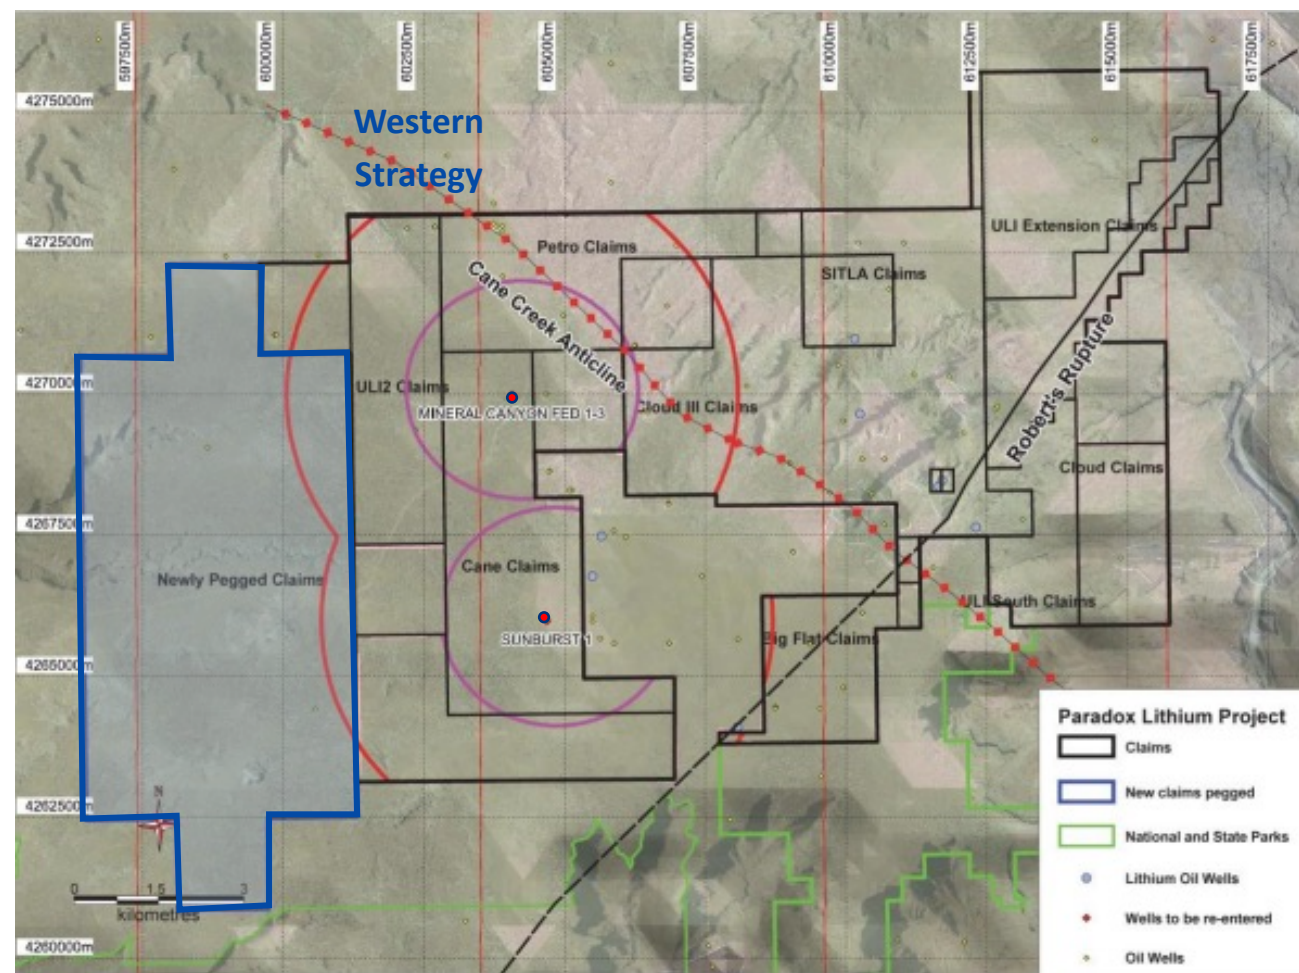 597500m
600000m
602500m
605000m
607500m
610000m
612500m
615000m
617500m
4275000m
Western
Strategy
4272500m
Petro Claims
ULI Extension Claims
SITLA Claims
Cane Creek Anticline
Robert's Rupture
4270000m
ULI2 Claims
MINERAL CANYON FED 1-3
Cloud III Claims
Cloud Claims
4267500m
Newly Pegged Claims
Cane Claims
ULI South Claims
SUNBURST 1
Big Flat Claims
4265000m
4262500m
N
0 1.5 3
kilometres
4260000m
Paradox Lithium Project
Claims
New claims pegged
National and State Parks
Lithium Oil Wells
Wells to be re-entered
Oil Wells